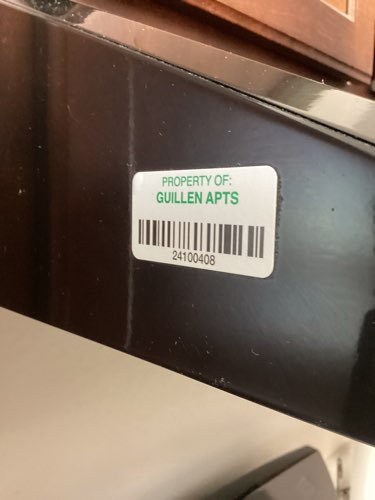 PROPERTY OF:
GUILLEN APTS
24100408